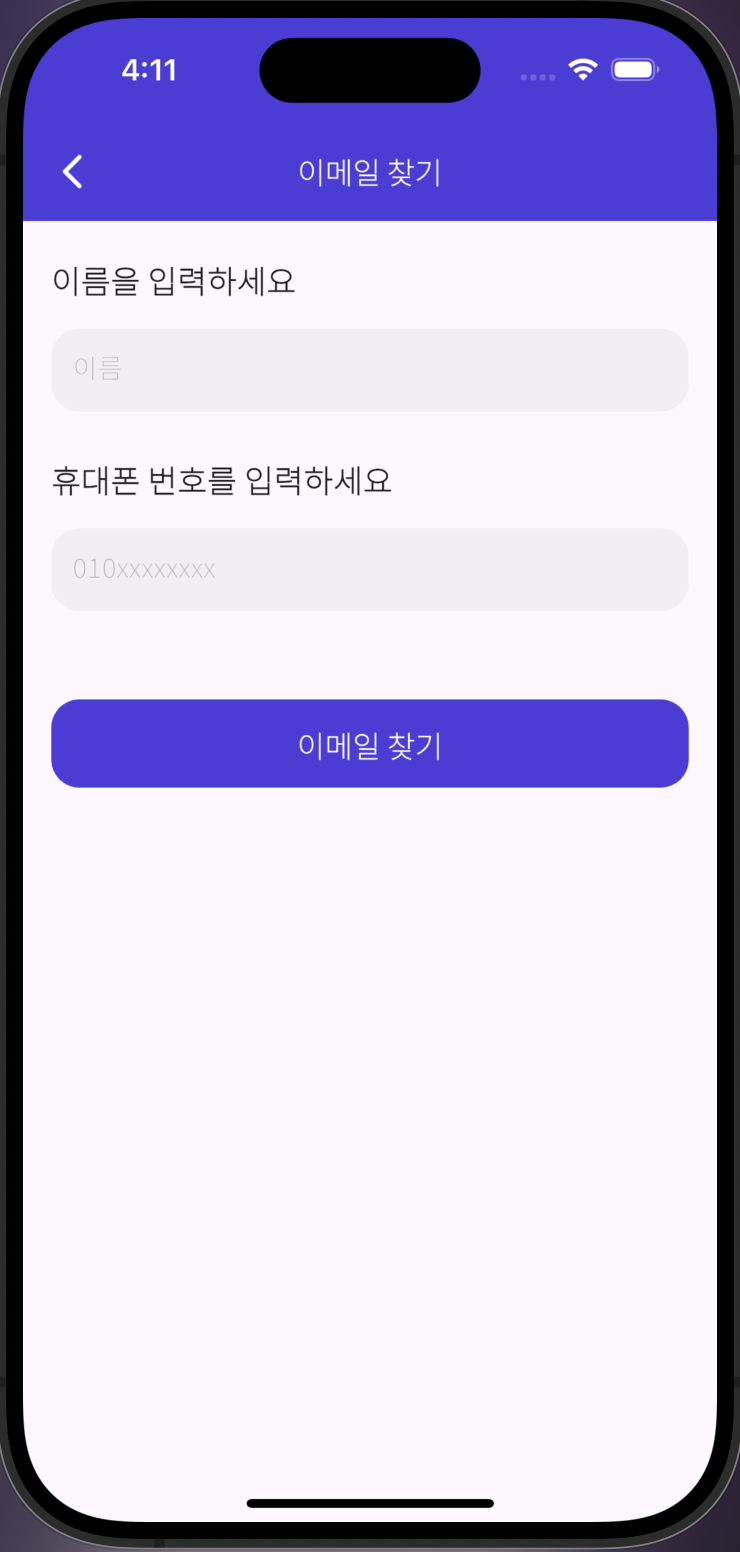 4:11
이메일 찾기
이름을 입력하세요
이름
휴대폰 번호를 입력하세요
010xxxxxxxx
이메일 찾기